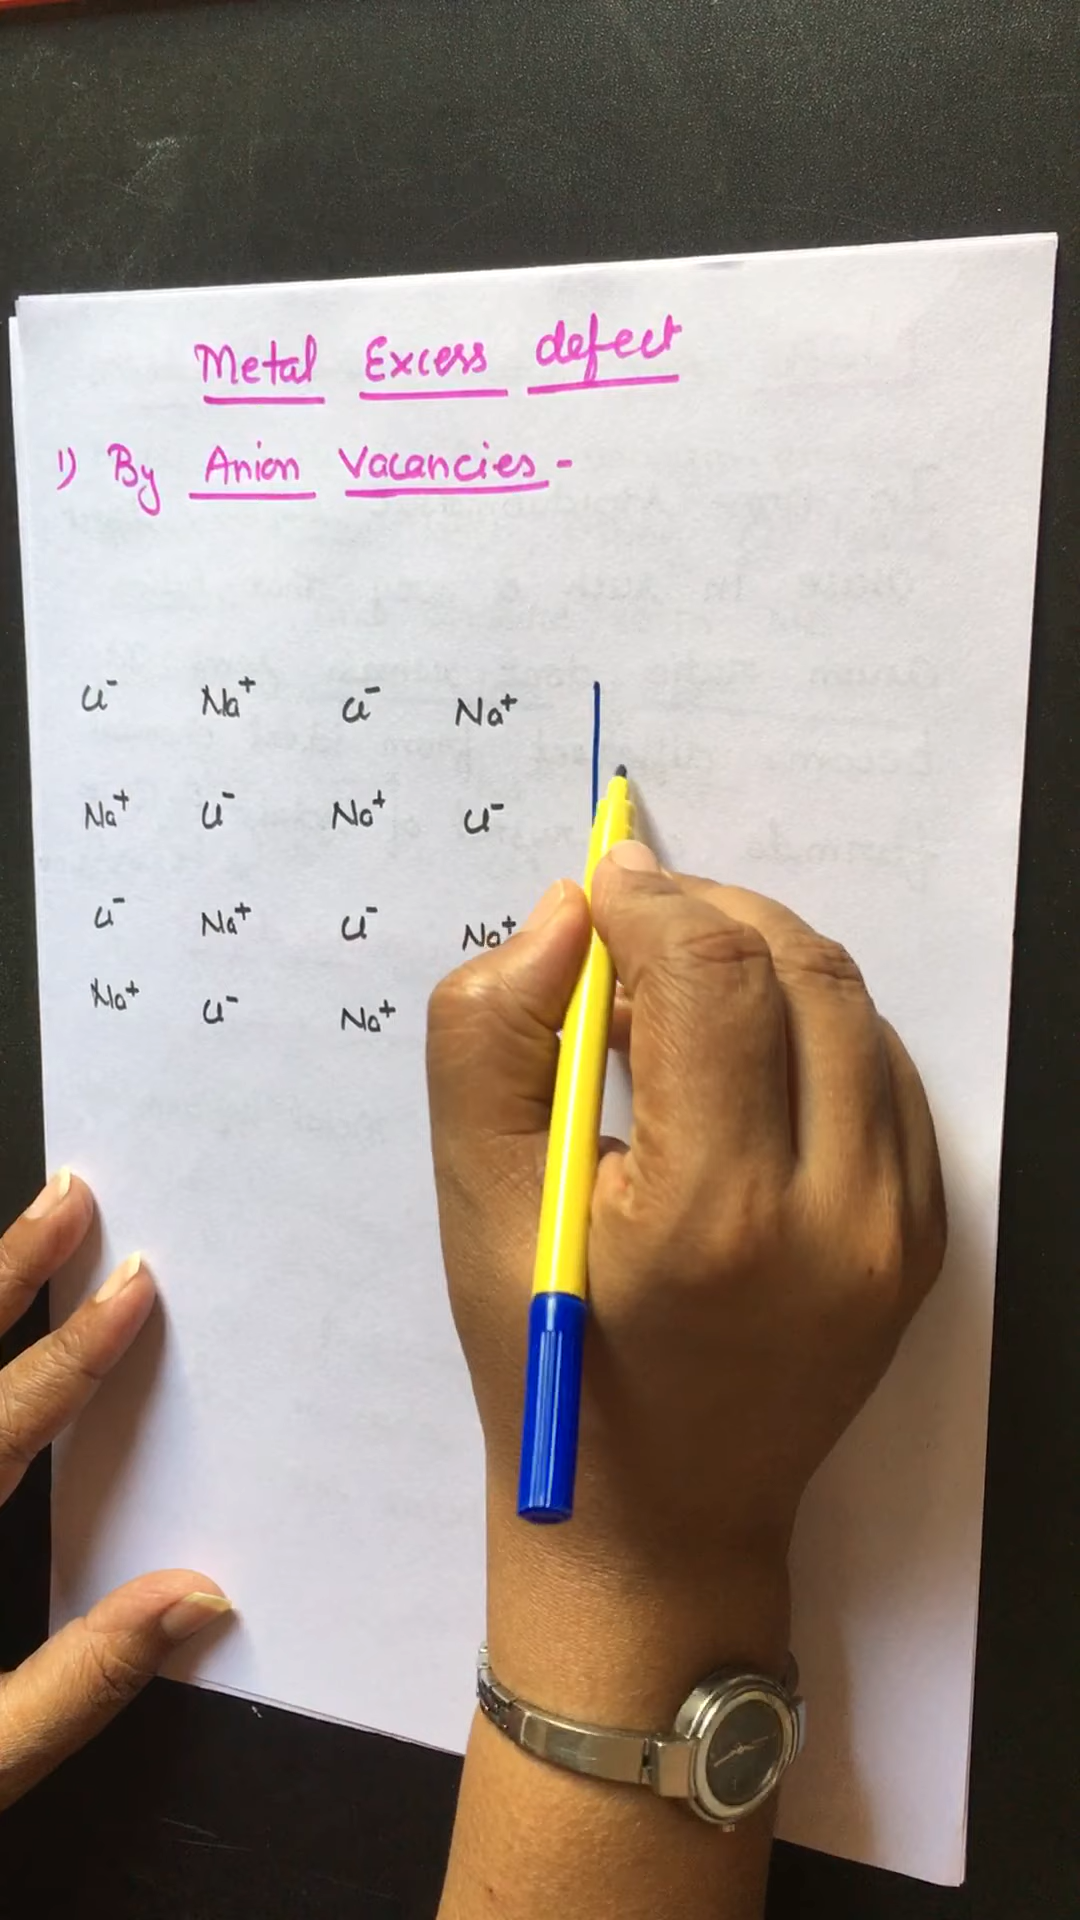 Metal Excess defect
1) By Anion Vacancies -
Cl⁻ Na⁺ Cl⁻ Na⁺
Na⁺ Cl⁻ Na⁺ Cl⁻
Cl⁻ Na⁺ Cl⁻ Na⁺
Na⁺ Cl⁻ Na⁺